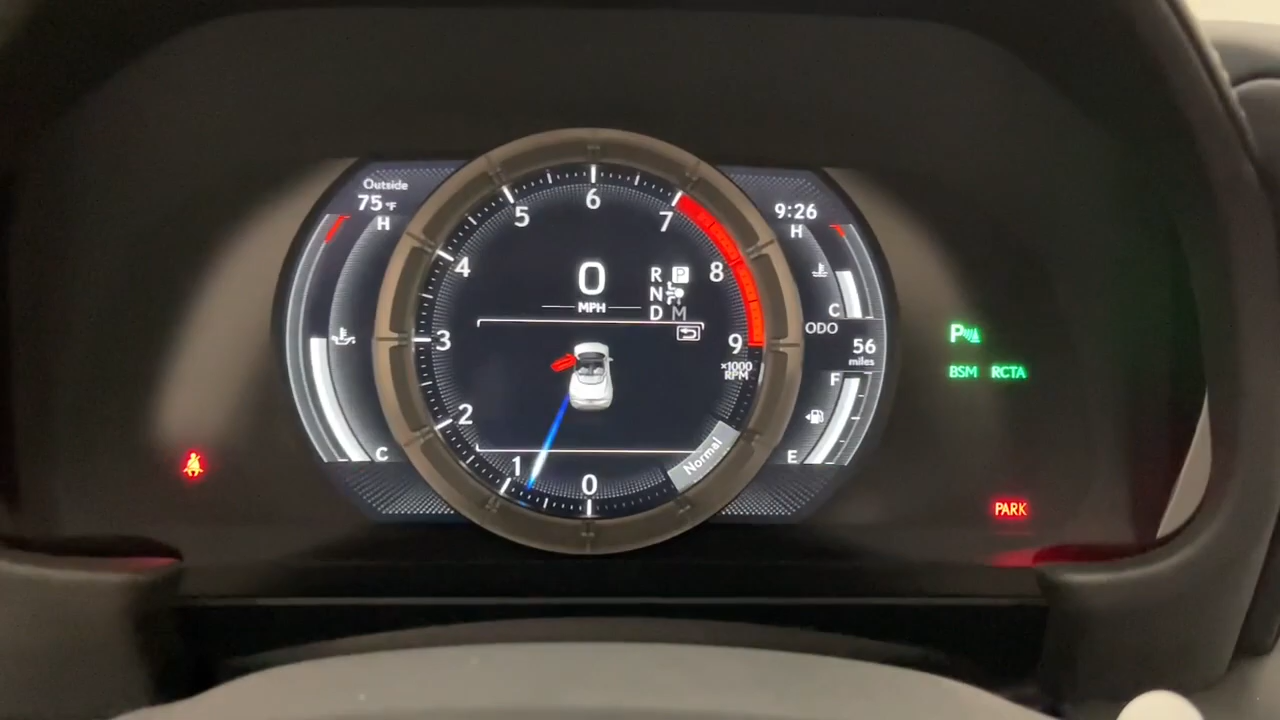 Outside
75 °F
H
C
0
1
2
3
4
5
6
7
8
9
×1000
RPM
0
MPH
R P
N
D M
Normal
9:26
H
C
ODO
56
miles
F
E
P
BSM RCTA
PARK